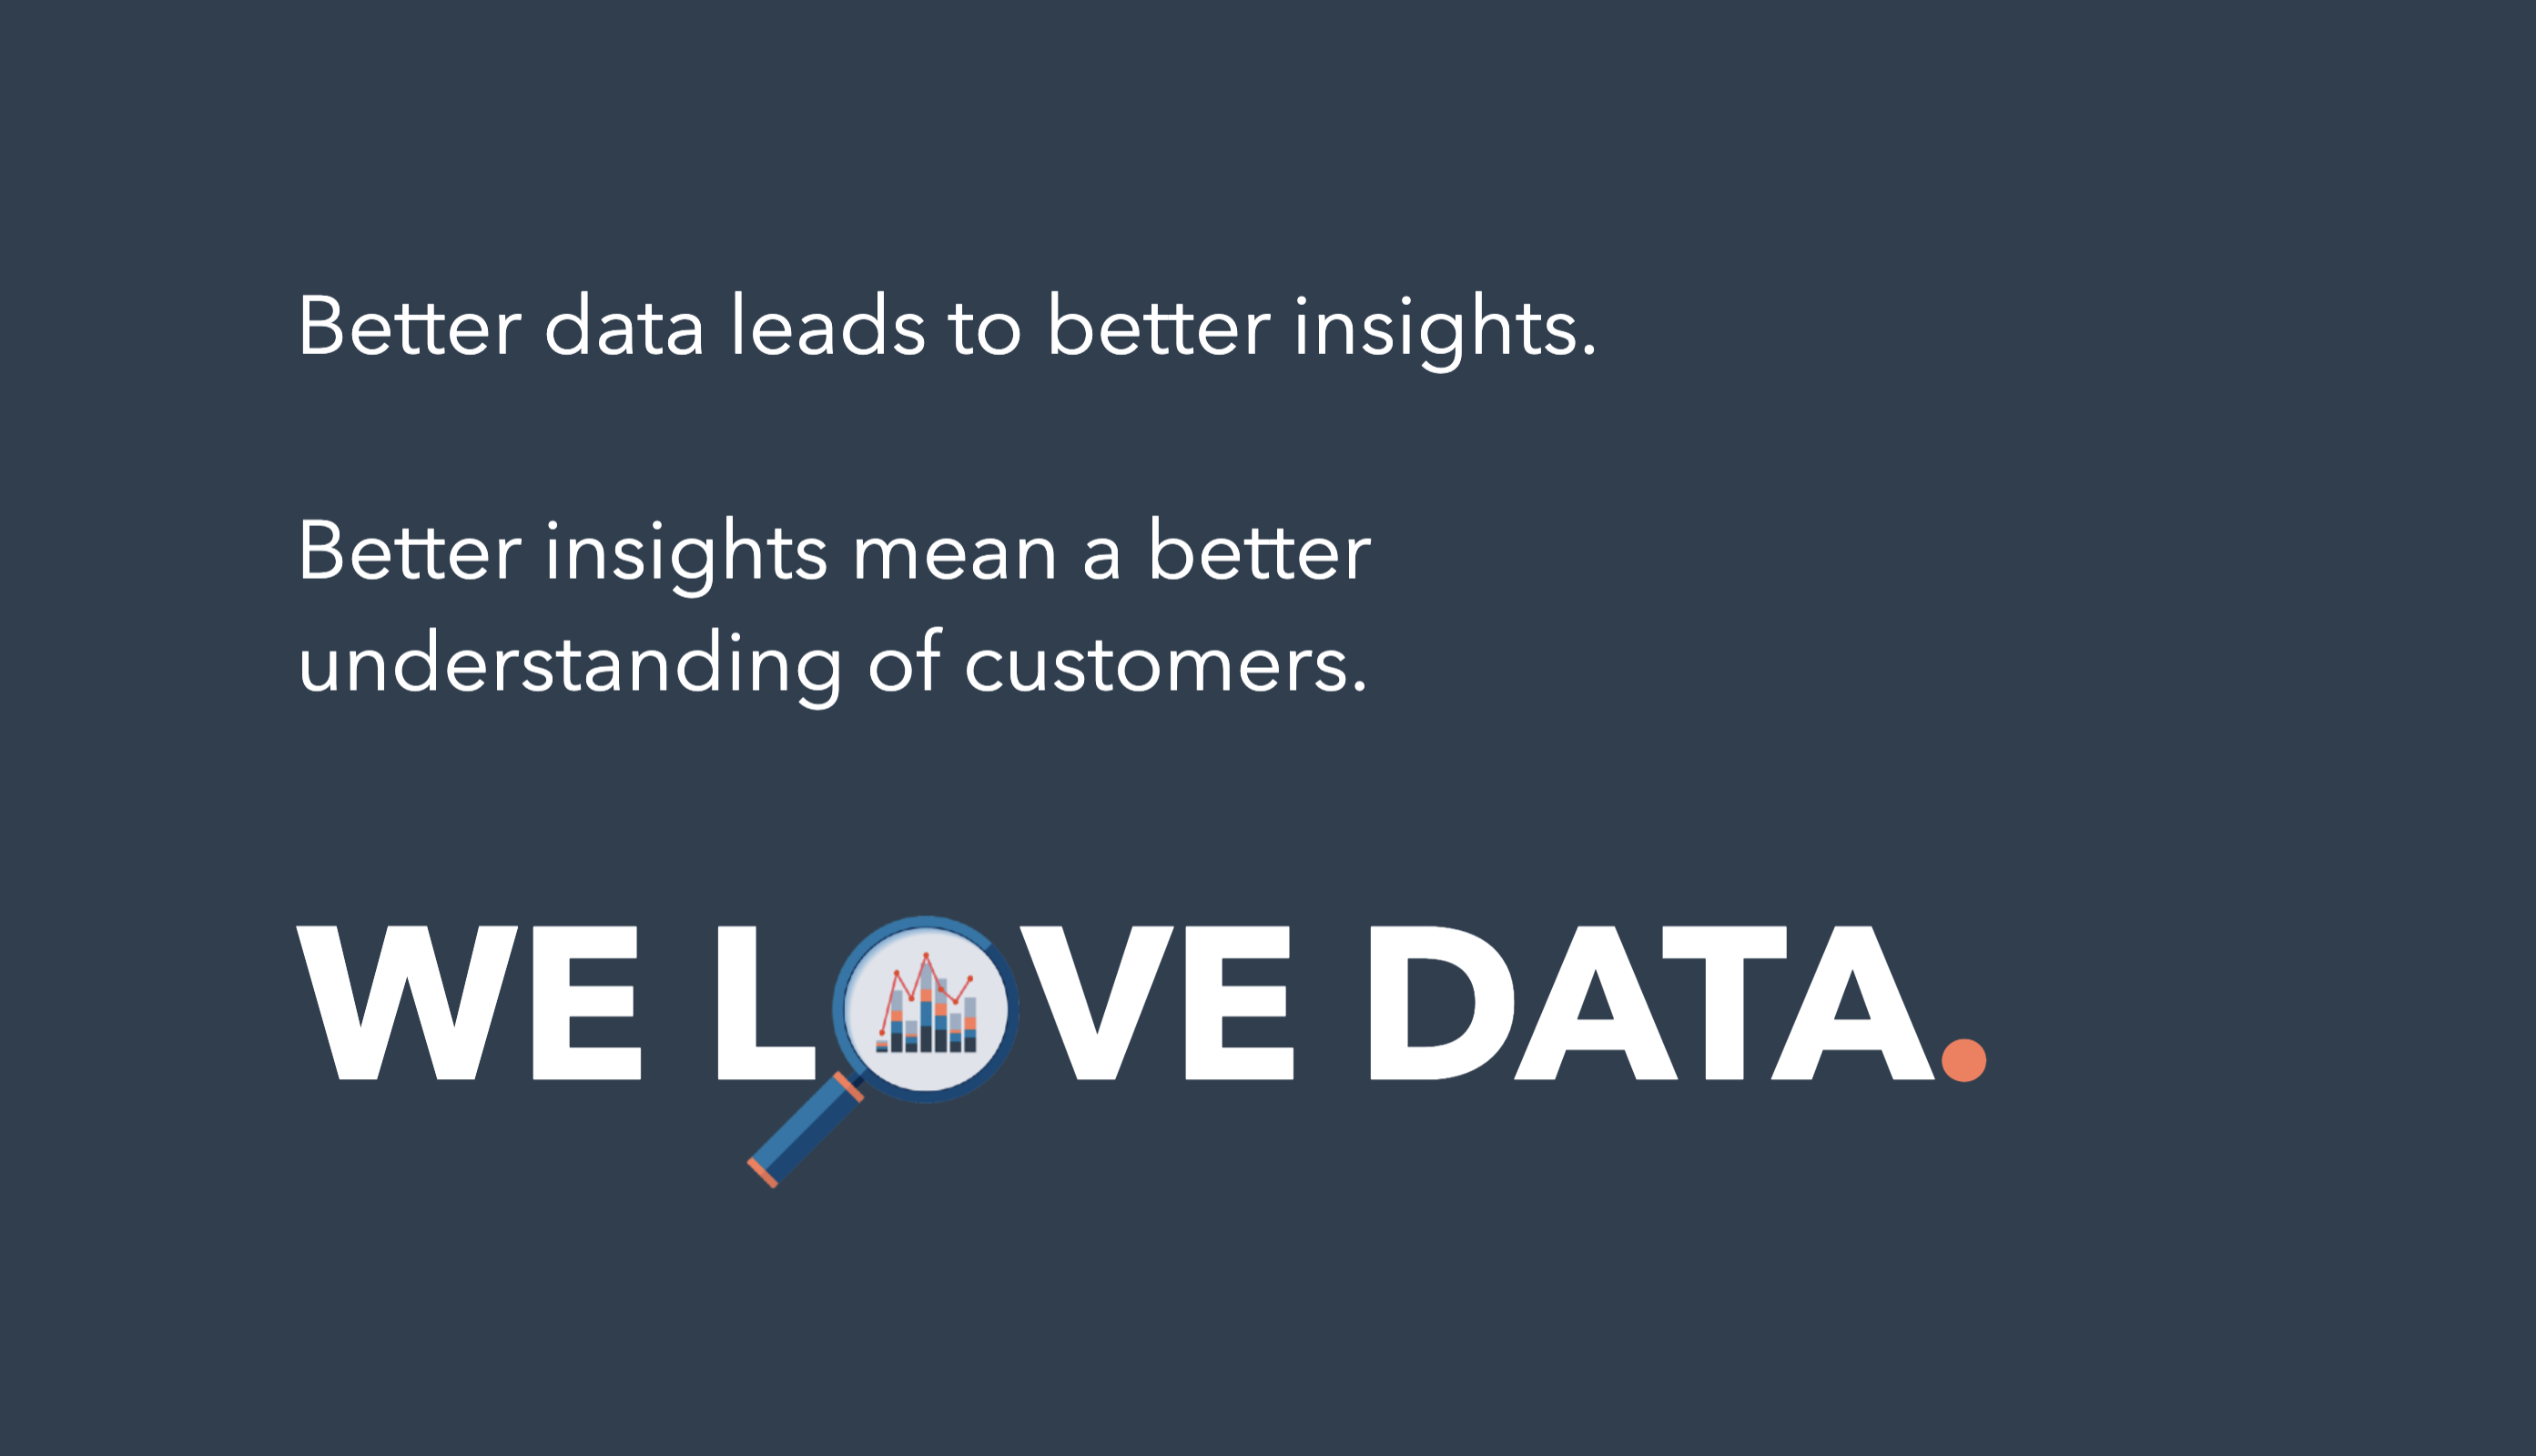 Better data leads to better insights.
Better insights mean a better
understanding of customers.
WE LOVE DATA.